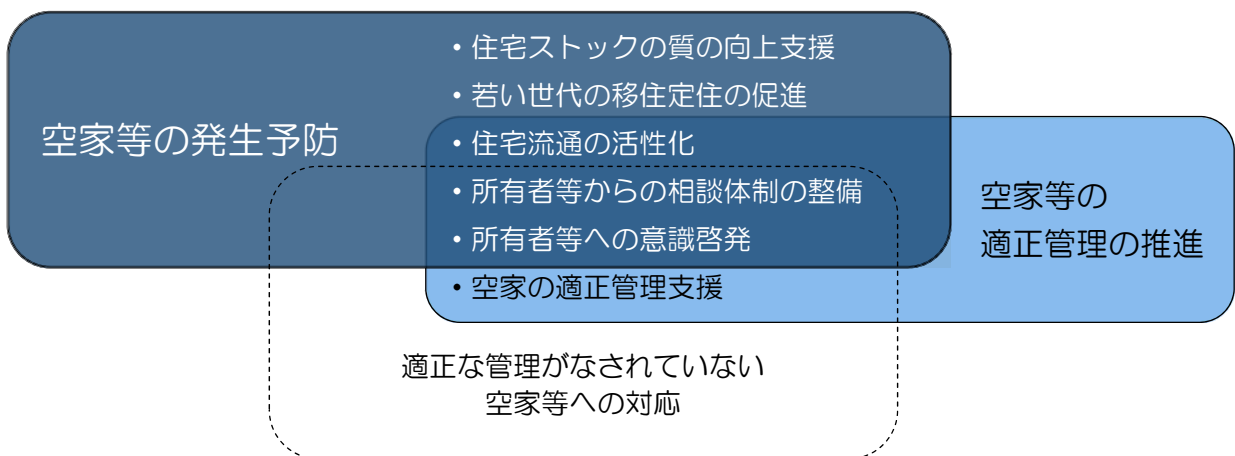 空家等の発生予防
・住宅ストックの質の向上支援
・若い世代の移住定住の促進
・住宅流通の活性化
・所有者等からの相談体制の整備
・所有者等への意識啓発
・空家の適正管理支援
空家等の
適正管理の推進
適正な管理がなされていない
空家等への対応